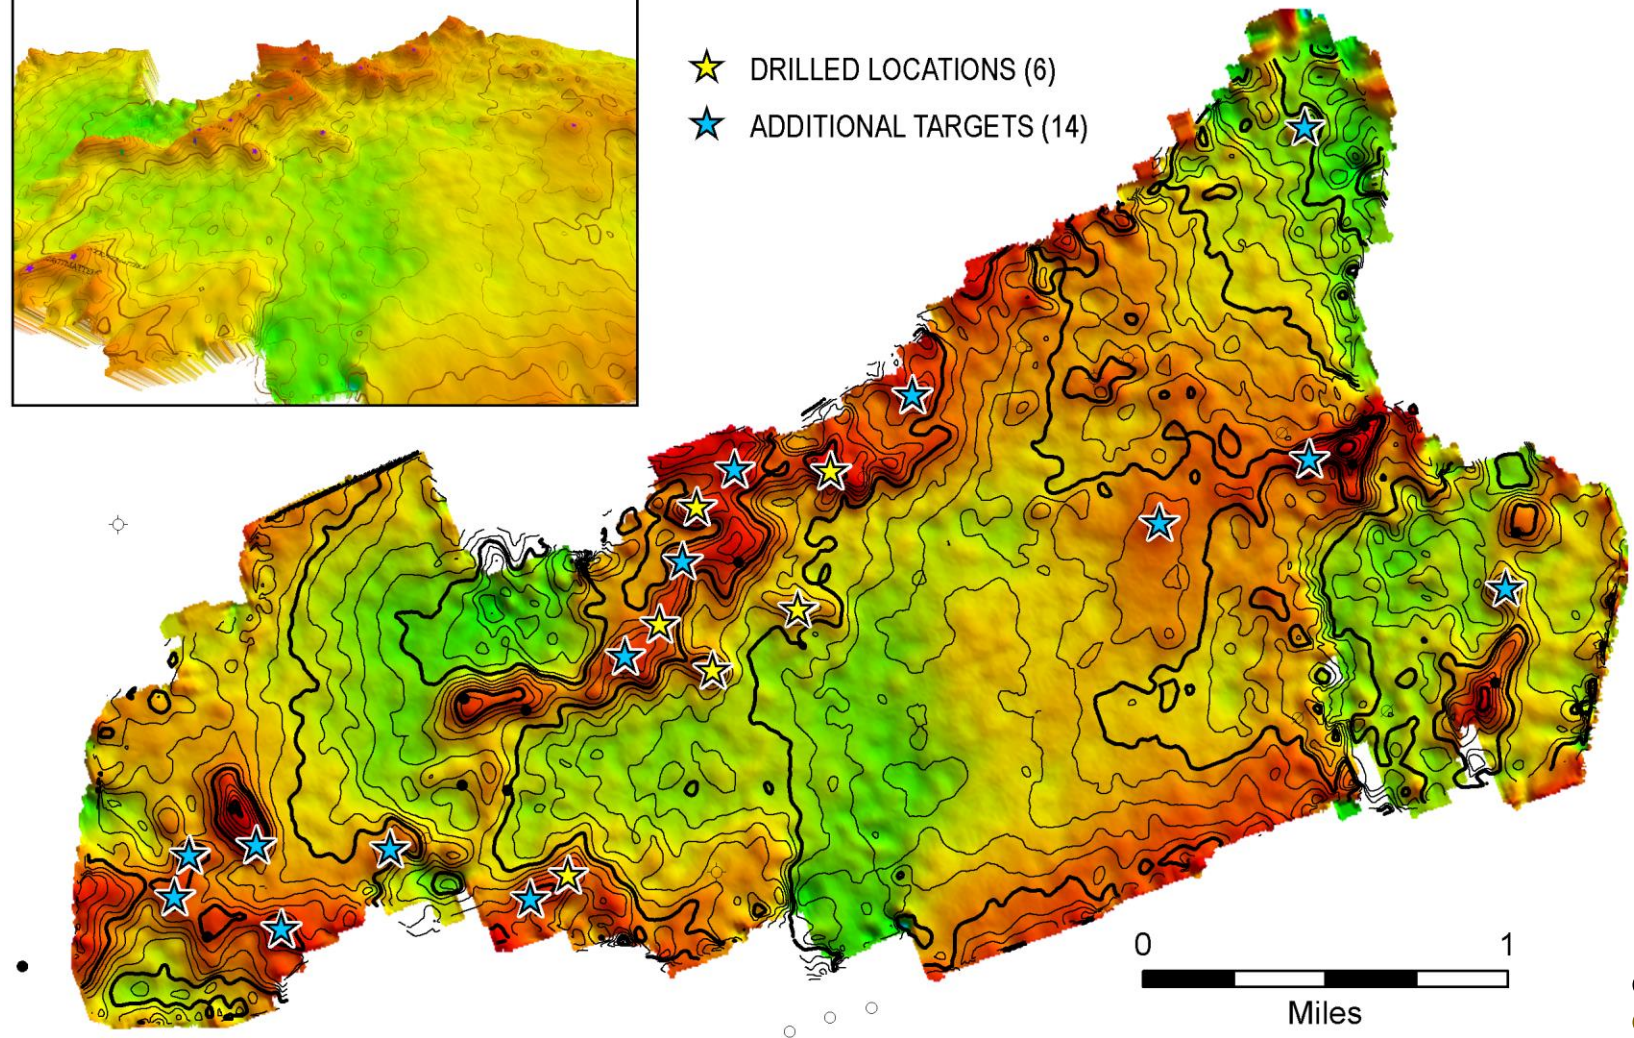 DRILLED LOCATIONS (6)
ADDITIONAL TARGETS (14)
0 1
Miles